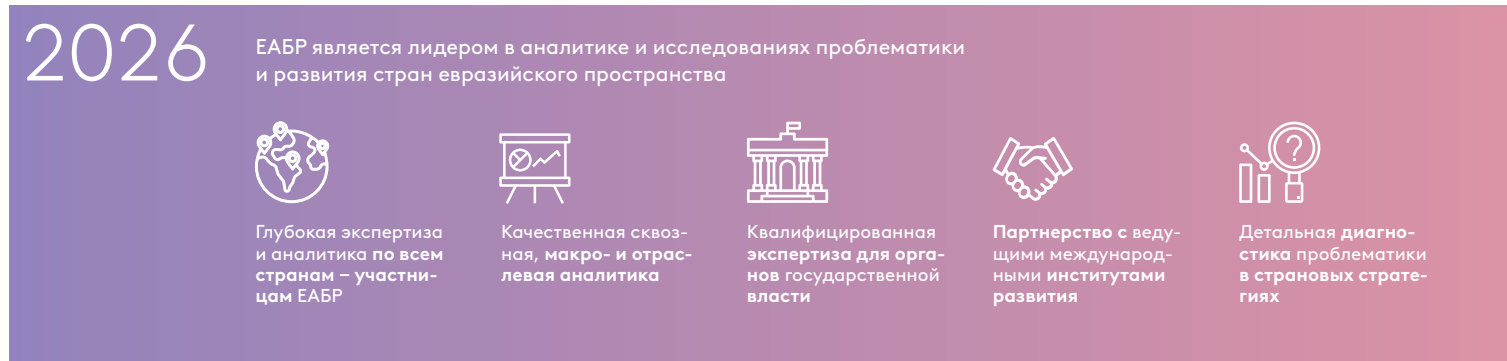 2026
ЕАБР является лидером в аналитике и исследованиях проблематики
и развития стран евразийского пространства
Глубокая экспертиза
и аналитика по всем
странам – участни-
цам ЕАБР
Качественная сквоз-
ная, макро- и отрас-
левая аналитика
Квалифицированная
экспертиза для орга-
нов государственной
власти
Партнерство с веду-
щими международ-
ными институтами
развития
Детальная диагно-
стика проблематики
в страновых страте-
гиях